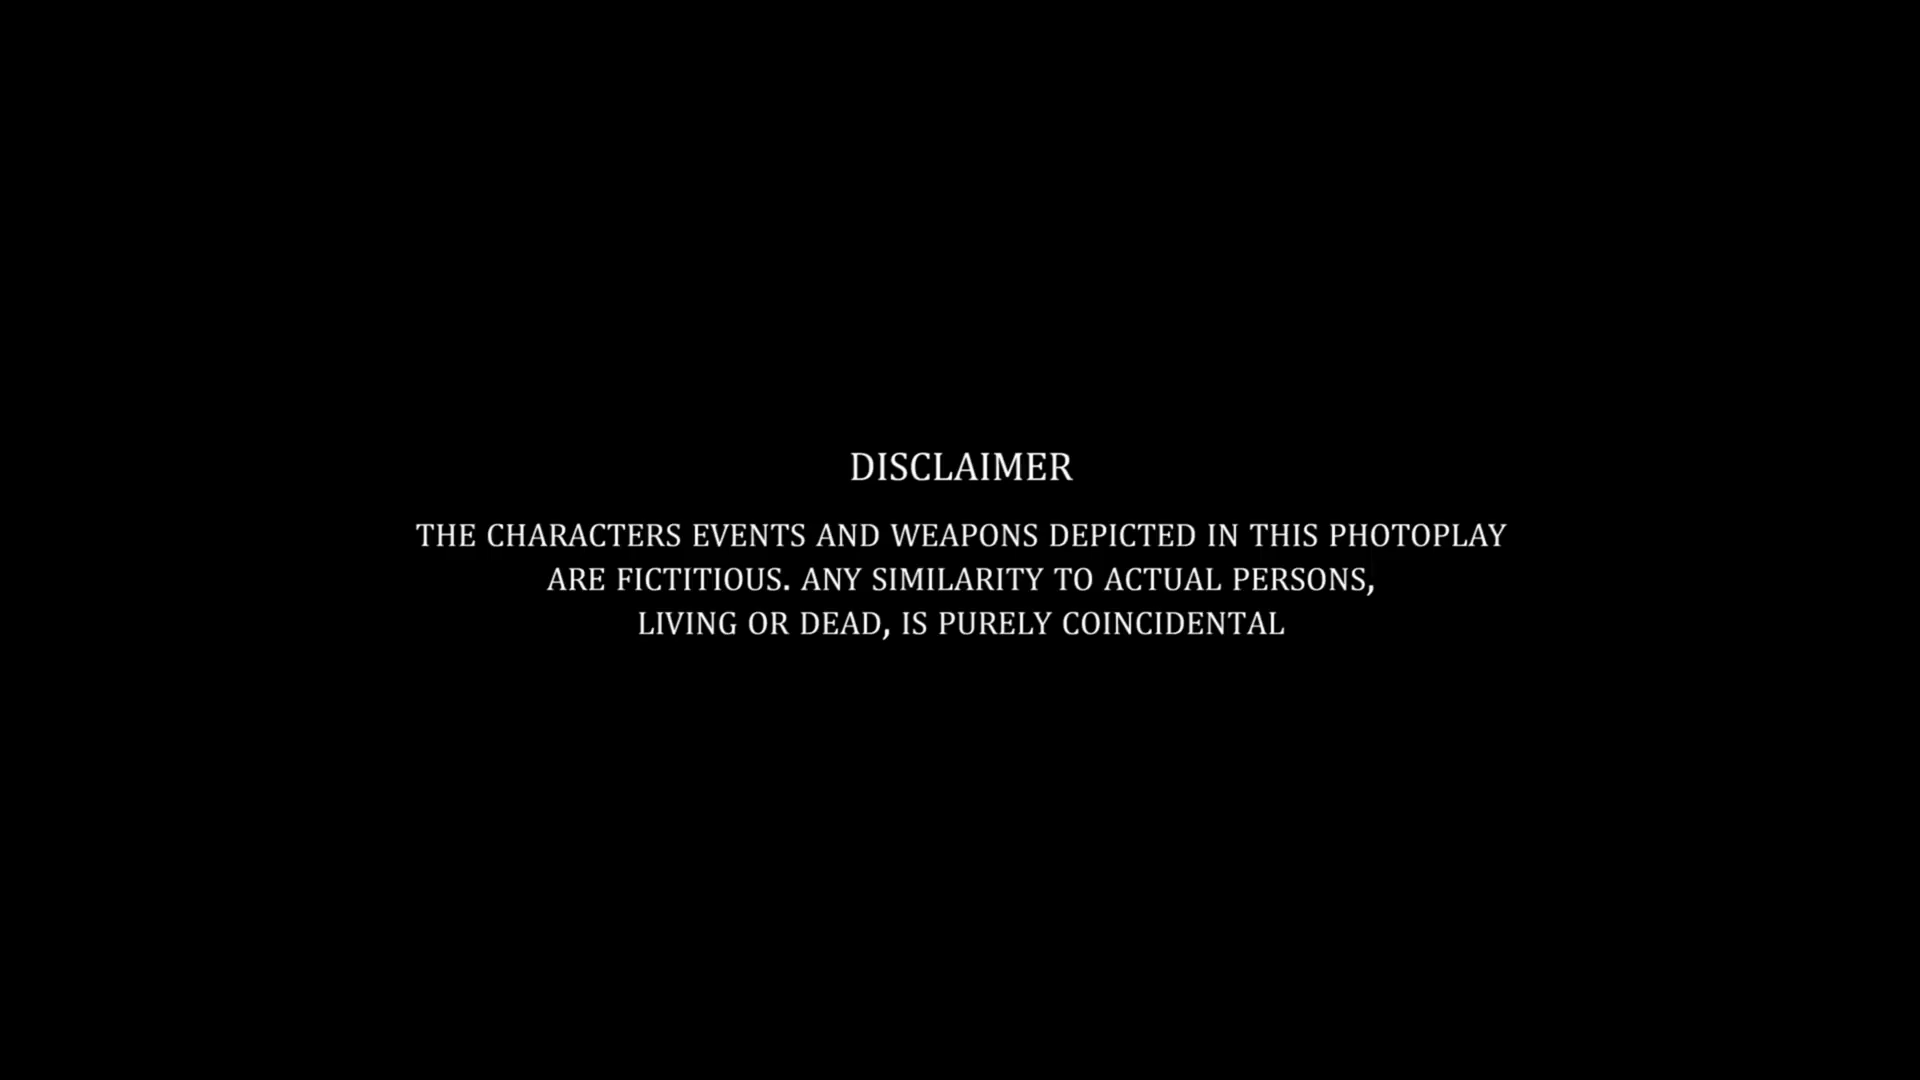 DISCLAIMER
THE CHARACTERS EVENTS AND WEAPONS DEPICTED IN THIS PHOTOPLAY
ARE FICTITIOUS. ANY SIMILARITY TO ACTUAL PERSONS,
LIVING OR DEAD, IS PURELY COINCIDENTAL